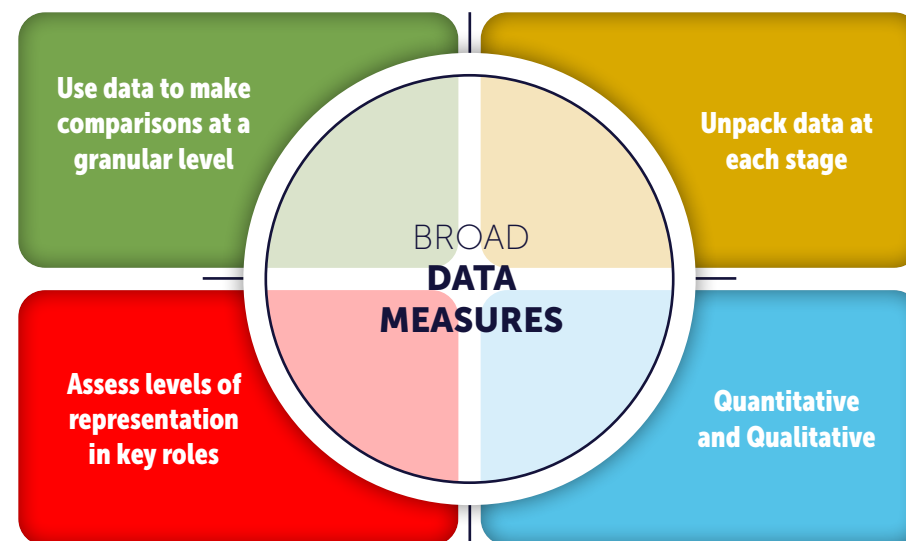 Use data to make
comparisons at a
granular level
Unpack data at
each stage
BROAD
DATA
MEASURES
Assess levels of
representation
in key roles
Quantitative
and Qualitative